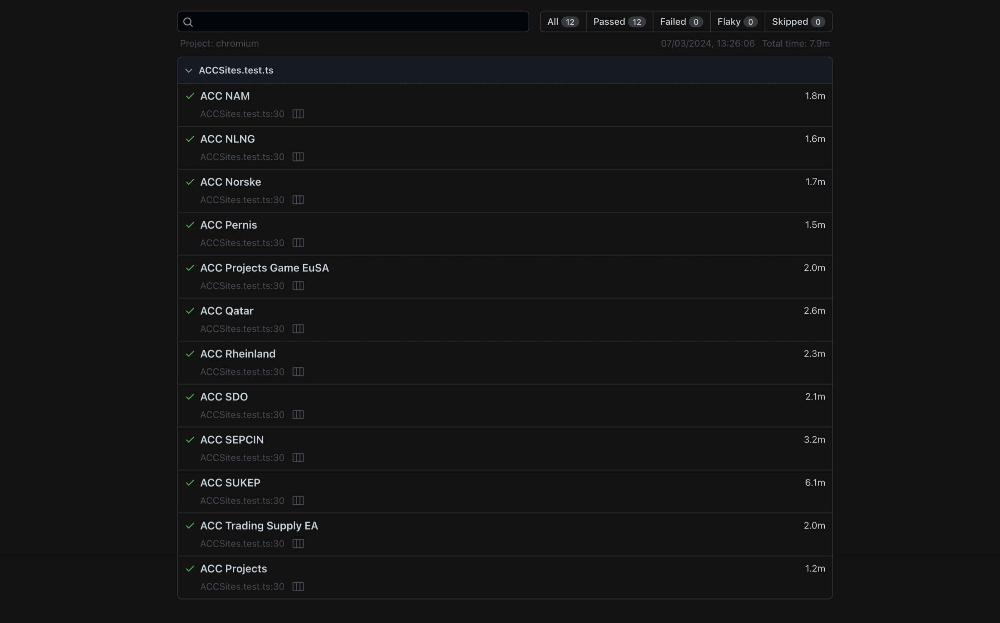 All 12 Passed 12 Failed 0 Flaky 0 Skipped 0
Project: chromium 07/03/2024, 13:26:06 Total time: 7.9m
ACCSites.test.ts
ACC NAM 1.8m
ACCSites.test.ts:30
ACC NLNG 1.6m
ACCSites.test.ts:30
ACC Norske 1.7m
ACCSites.test.ts:30
ACC Pernis 1.5m
ACCSites.test.ts:30
ACC Projects Game EuSA 2.0m
ACCSites.test.ts:30
ACC Qatar 2.6m
ACCSites.test.ts:30
ACC Rheinland 2.3m
ACCSites.test.ts:30
ACC SDO 2.1m
ACCSites.test.ts:30
ACC SEPCIN 3.2m
ACCSites.test.ts:30
ACC SUKEP 6.1m
ACCSites.test.ts:30
ACC Trading Supply EA 2.0m
ACCSites.test.ts:30
ACC Projects 1.2m
ACCSites.test.ts:30